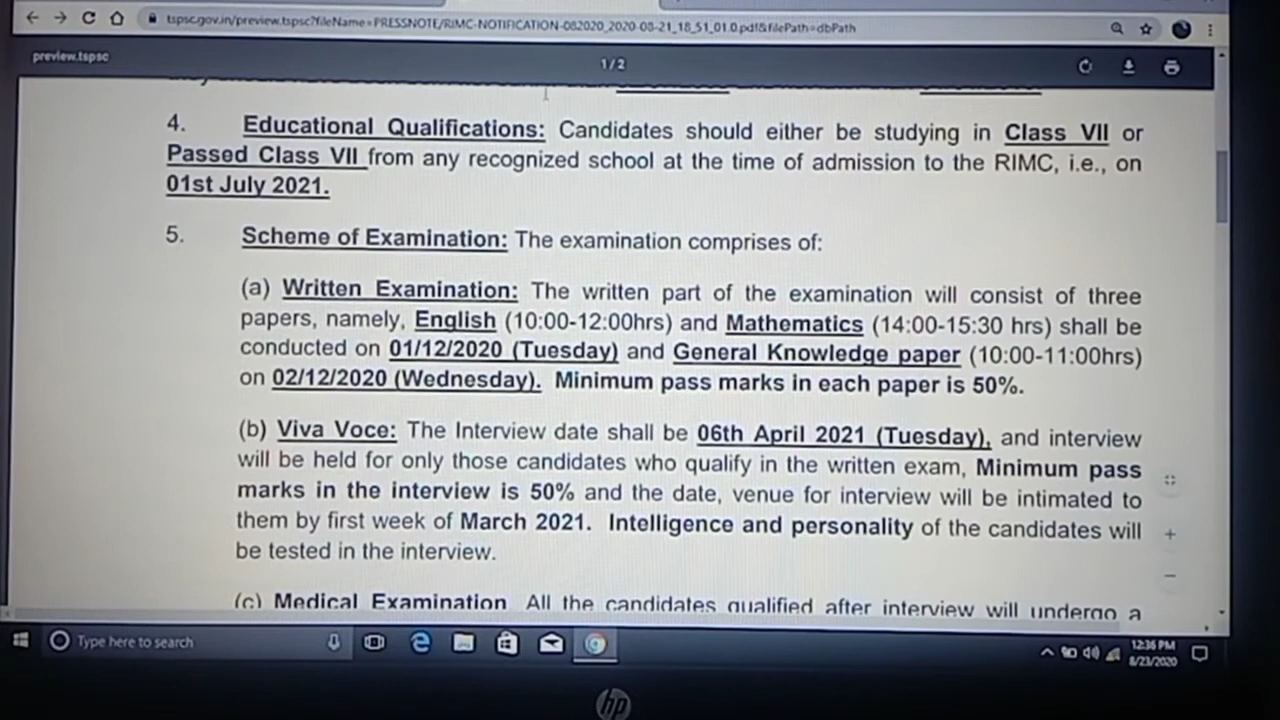 tspsc.gov.in/preview.tspsc?fileName=PRESSNOTE/RIMC-NOTIFICATION-082020_2020-08-21_18_51_01.0.pdf&filePath=dbPath
preview.tspsc
1/2
4. Educational Qualifications: Candidates should either be studying in Class VII or
Passed Class VII from any recognized school at the time of admission to the RIMC, i.e., on
01st July 2021.
5. Scheme of Examination: The examination comprises of:
(a) Written Examination: The written part of the examination will consist of three
papers, namely, English (10:00-12:00hrs) and Mathematics (14:00-15:30 hrs) shall be
conducted on 01/12/2020 (Tuesday) and General Knowledge paper (10:00-11:00hrs)
on 02/12/2020 (Wednesday). Minimum pass marks in each paper is 50%.
(b) Viva Voce: The Interview date shall be 06th April 2021 (Tuesday), and interview
will be held for only those candidates who qualify in the written exam, Minimum pass
marks in the interview is 50% and the date, venue for interview will be intimated to
them by first week of March 2021. Intelligence and personality of the candidates will
be tested in the interview.
(c) Medical Examination All the candidates qualified after interview will undergo a
Type here to search
12:36 PM
8/23/2020
hp